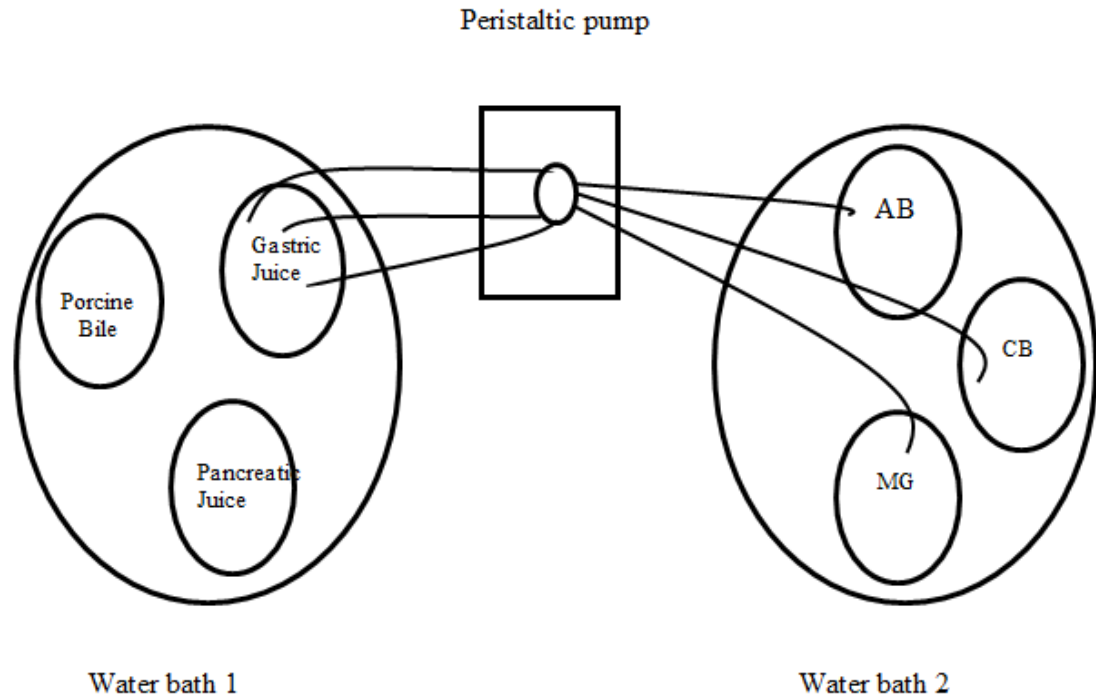 Peristaltic pump
AB
Gastric
Juice
Porcine
Bile
CB
Pancreatic
Juice
MG
Water bath 1
Water bath 2